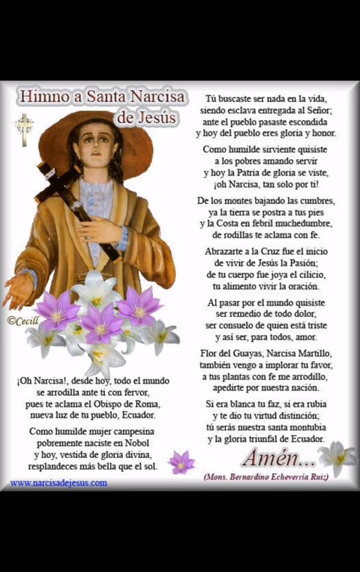 Himno a Santa Narcisa
de Jesús
©Cecill
¡Oh Narcisa!, desde hoy, todo el mundo
se arrodilla ante ti con fervor,
pues te aclama el Obispo de Roma,
nueva luz de tu pueblo, Ecuador.
Como humilde mujer campesina
pobremente naciste en Nobol
y hoy, vestida de gloria divina,
resplandeces más bella que el sol.
www.narcisadejesus.com
Tú buscaste ser nada en la vida,
siendo esclava entregada al Señor;
ante el pueblo pasaste escondida
y hoy del pueblo eres gloria y honor.
Como humilde sirviente quisiste
a los pobres amando servir
y hoy la Patria de gloria se viste,
¡oh Narcisa, tan solo por ti!
De los montes bajando las cumbres,
ya la tierra se postra a tus pies
y la Costa en febril muchedumbre,
de rodillas te aclama con fe.
Abrazarte a la Cruz fue el inicio
de vivir de Jesús la Pasión;
de tu cuerpo fue joya el cilicio,
tu alimento vivir la oración.
Al pasar por el mundo quisiste
ser remedio de todo dolor,
ser consuelo de quien está triste
y así ser, para todos, amor.
Flor del Guayas, Narcisa Martillo,
también vengo a implorar tu favor,
a tus plantas con fe me arrodillo,
apedirte por nuestra nación.
Si era blanca tu faz, si era rubia
y te dio tu virtud distinción;
tú serás nuestra santa montubia
y la gloria triunfal de Ecuador.
Amén...
(Mons. Bernardino Echeverría Ruiz)